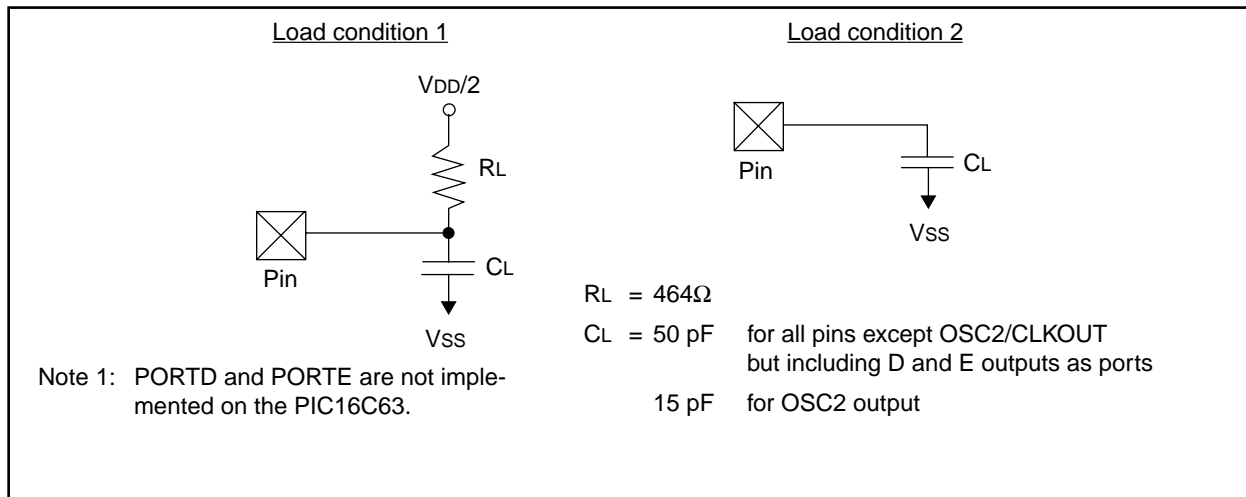 Load condition 1
VDD/2
RL
Pin
CL
VSS
Note 1: PORTD and PORTE are not imple-
mented on the PIC16C63.
Load condition 2
Pin
CL
VSS
RL = 464Ω
CL = 50 pF for all pins except OSC2/CLKOUT
but including D and E outputs as ports
15 pF for OSC2 output